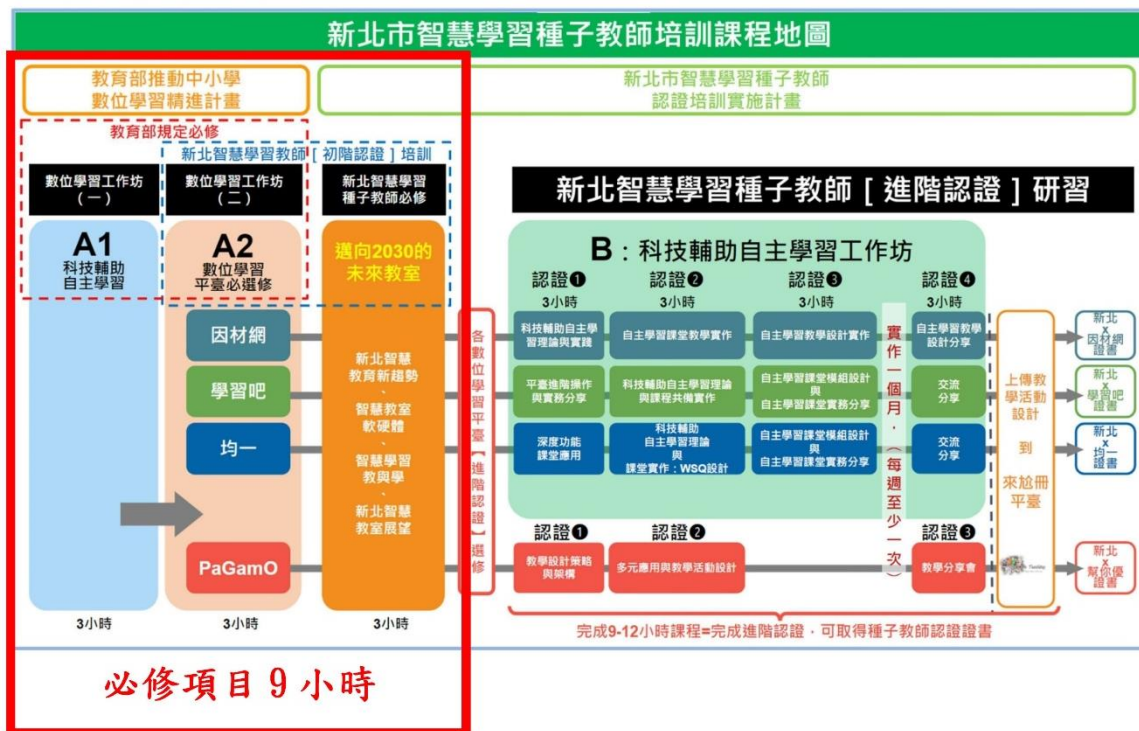 新北市智慧學習種子教師培訓課程地圖
教育部推動中小學
數位學習精進計畫
新北市智慧學習種子教師
認證培訓實施計畫
教育部規定必修
新北智慧學習教師[初階認證]培訓
數位學習工作坊
(一)
數位學習工作坊
(二)
新北智慧學習
種子教師必修
新北智慧學習種子教師[進階認證]研習
A1
科技輔助
自主學習
A2
數位學習
平臺必選修
邁向2030的
未來教室
B:科技輔助自主學習工作坊
認證❶
3小時
認證❷
3小時
認證❸
3小時
認證❹
3小時
因材網
學習吧
均一
PaGamO
新北智慧
教育新趨勢
、
智慧教室
軟硬體
、
智慧學習
教與學
、
新北智慧
教室展望
各數位學習平臺【進階認證】選修
科技輔助自主學
習理論與實踐
自主學習課堂教學實作
自主學習教學設計實作
自主學習教學
設計分享
平臺進階操作
與實務分享
科技輔助自主學習理論
與課程共備實作
自主學習課堂模組設計
與
自主學習課堂實務分享
交流
分享
深度功能
課堂應用
科技輔助
自主學習理論
與
課堂實作:WSQ設計
自主學習課堂模組設計
與
自主學習課堂實務分享
交流
分享
實作一個月.(每週至少一次)
認證❶
認證❷
認證❸
教學設計策略
與架構
多元應用與教學活動設計
教學分享會
上傳教
學活動
設計
到
來尬冊
平臺
新北
x
因材網
證書
新北
x
學習吧
證書
新北
x
均一
證書
新北
x
幫你優
證書
3小時
3小時
3小時
完成9-12小時課程=完成進階認證.可取得種子教師認證證書
必修項目9小時